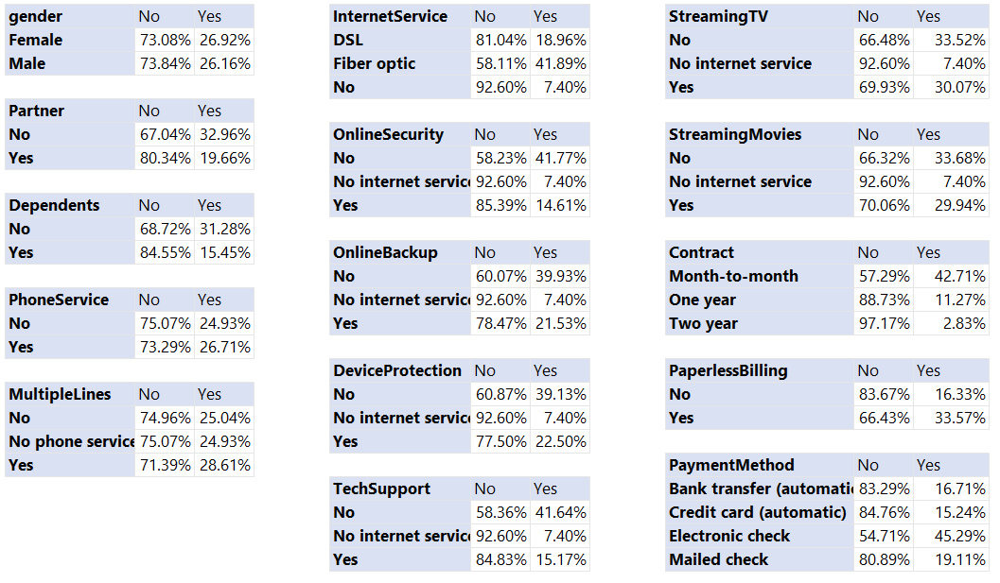 gender No Yes
Female 73.08% 26.92%
Male 73.84% 26.16%
Partner No Yes
No 67.04% 32.96%
Yes 80.34% 19.66%
Dependents No Yes
No 68.72% 31.28%
Yes 84.55% 15.45%
PhoneService No Yes
No 75.07% 24.93%
Yes 73.29% 26.71%
MultipleLines No Yes
No 74.96% 25.04%
No phone service 75.07% 24.93%
Yes 71.39% 28.61%
InternetService No Yes
DSL 81.04% 18.96%
Fiber optic 58.11% 41.89%
No 92.60% 7.40%
OnlineSecurity No Yes
No 58.23% 41.77%
No internet service 92.60% 7.40%
Yes 85.39% 14.61%
OnlineBackup No Yes
No 60.07% 39.93%
No internet service 92.60% 7.40%
Yes 78.47% 21.53%
DeviceProtection No Yes
No 60.87% 39.13%
No internet service 92.60% 7.40%
Yes 77.50% 22.50%
TechSupport No Yes
No 58.36% 41.64%
No internet service 92.60% 7.40%
Yes 84.83% 15.17%
StreamingTV No Yes
No 66.48% 33.52%
No internet service 92.60% 7.40%
Yes 69.93% 30.07%
StreamingMovies No Yes
No 66.32% 33.68%
No internet service 92.60% 7.40%
Yes 70.06% 29.94%
Contract No Yes
Month-to-month 57.29% 42.71%
One year 88.73% 11.27%
Two year 97.17% 2.83%
PaperlessBilling No Yes
No 83.67% 16.33%
Yes 66.43% 33.57%
PaymentMethod No Yes
Bank transfer (automatic 83.29% 16.71%
Credit card (automatic) 84.76% 15.24%
Electronic check 54.71% 45.29%
Mailed check 80.89% 19.11%